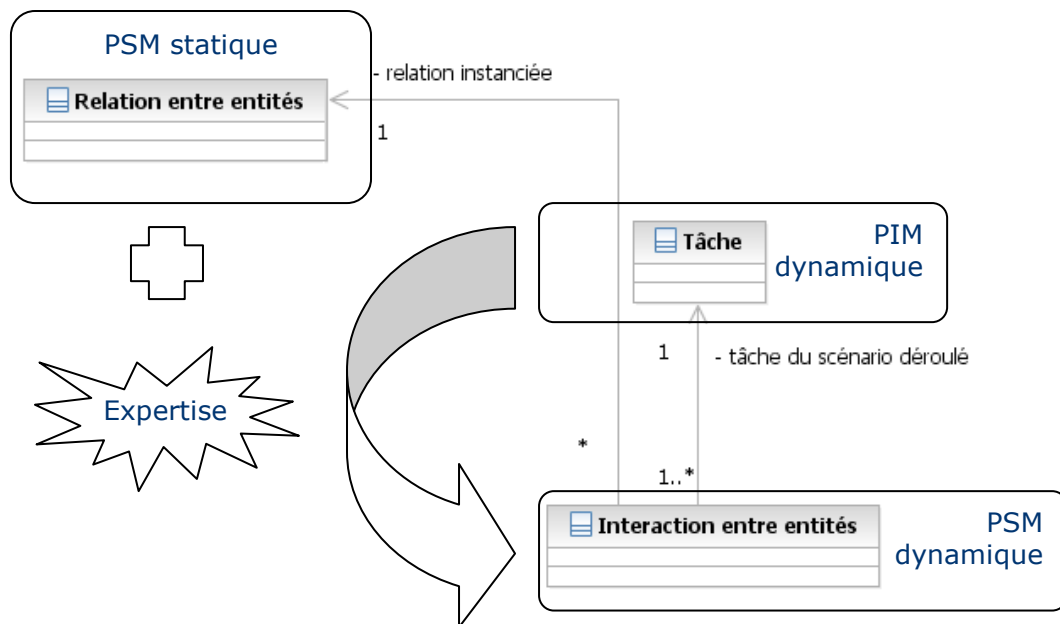 PSM statique
- relation instanciée
Relation entre entités
1
PIM
dynamique
Tâche
1
- tâche du scénario déroulé
Expertise
*
1..*
Interaction entre entités
PSM
dynamique